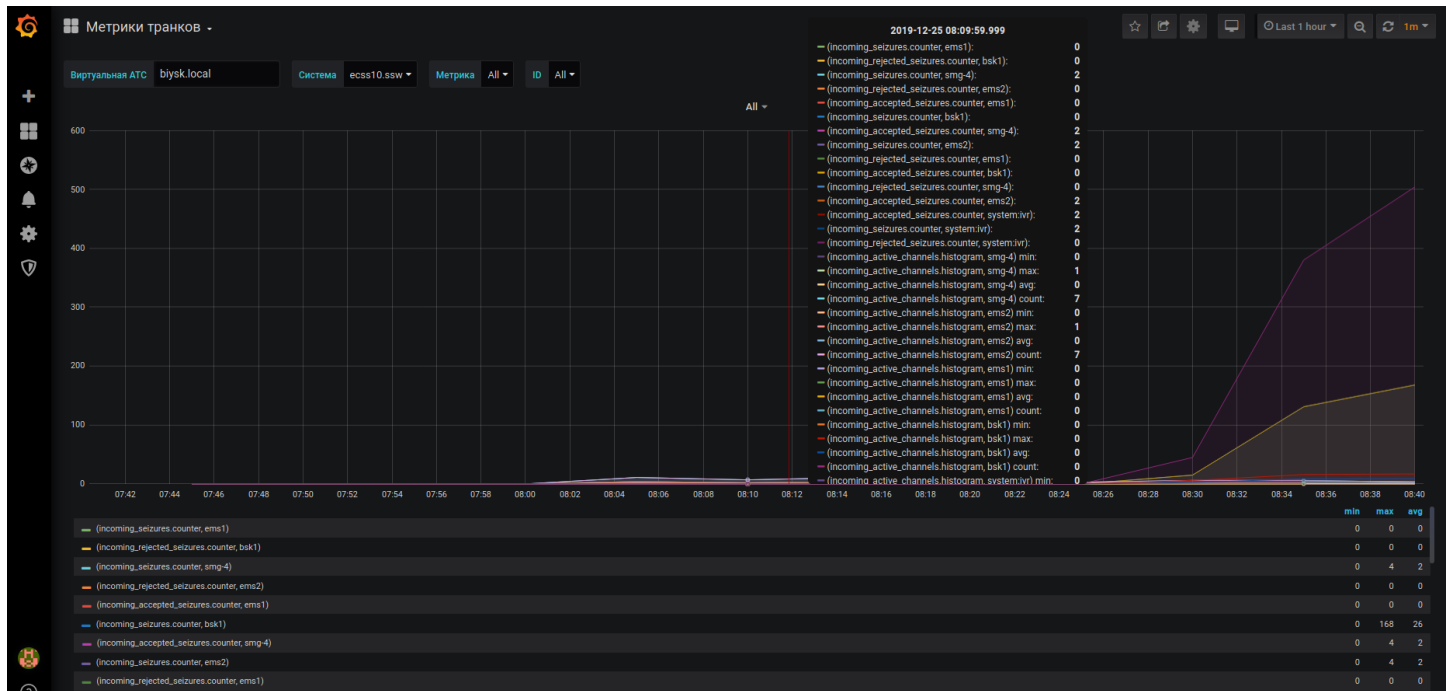 Метрики транков
Last 1 hour
1m
Виртуальная АТС biysk.local Система ecss10.ssw Метрика All ID All
All
2019-12-25 08:09:59.999
(incoming_seizures.counter, ems1): 0
(incoming_rejected_seizures.counter, bsk1): 0
(incoming_seizures.counter, smg-4): 2
(incoming_rejected_seizures.counter, ems2): 0
(incoming_accepted_seizures.counter, ems1): 0
(incoming_seizures.counter, bsk1): 0
(incoming_accepted_seizures.counter, smg-4): 2
(incoming_seizures.counter, ems2): 2
(incoming_rejected_seizures.counter, ems1): 0
(incoming_accepted_seizures.counter, bsk1): 0
(incoming_rejected_seizures.counter, smg-4): 0
(incoming_accepted_seizures.counter, ems2): 2
(incoming_accepted_seizures.counter, system:ivr): 2
(incoming_seizures.counter, system:ivr): 2
(incoming_rejected_seizures.counter, system:ivr): 0
(incoming_active_channels.histogram, smg-4) min: 0
(incoming_active_channels.histogram, smg-4) max: 1
(incoming_active_channels.histogram, smg-4) avg: 0
(incoming_active_channels.histogram, smg-4) count: 7
(incoming_active_channels.histogram, ems2) min: 0
(incoming_active_channels.histogram, ems2) max: 1
(incoming_active_channels.histogram, ems2) avg: 0
(incoming_active_channels.histogram, ems2) count: 7
(incoming_active_channels.histogram, ems1) min: 0
(incoming_active_channels.histogram, ems1) max: 0
(incoming_active_channels.histogram, ems1) avg: 0
(incoming_active_channels.histogram, ems1) count: 0
(incoming_active_channels.histogram, bsk1) min: 0
(incoming_active_channels.histogram, bsk1) max: 0
(incoming_active_channels.histogram, bsk1) avg: 0
(incoming_active_channels.histogram, bsk1) count: 0
(incoming_active_channels.histogram, system:ivr) min: 0
600
500
400
300
200
100
0
07:42 07:44 07:46 07:48 07:50 07:52 07:54 07:56 07:58 08:00 08:02 08:04 08:06 08:08 08:10 08:12 08:14 08:16 08:18 08:20 08:22 08:24 08:26 08:28 08:30 08:32 08:34 08:36 08:38 08:40
min max avg
(incoming_seizures.counter, ems1) 0 0 0
(incoming_rejected_seizures.counter, bsk1) 0 0 0
(incoming_seizures.counter, smg-4) 0 4 2
(incoming_rejected_seizures.counter, ems2) 0 0 0
(incoming_accepted_seizures.counter, ems1) 0 0 0
(incoming_seizures.counter, bsk1) 0 168 26
(incoming_accepted_seizures.counter, smg-4) 0 4 2
(incoming_seizures.counter, ems2) 0 4 2
(incoming_rejected_seizures.counter, ems1) 0 0 0